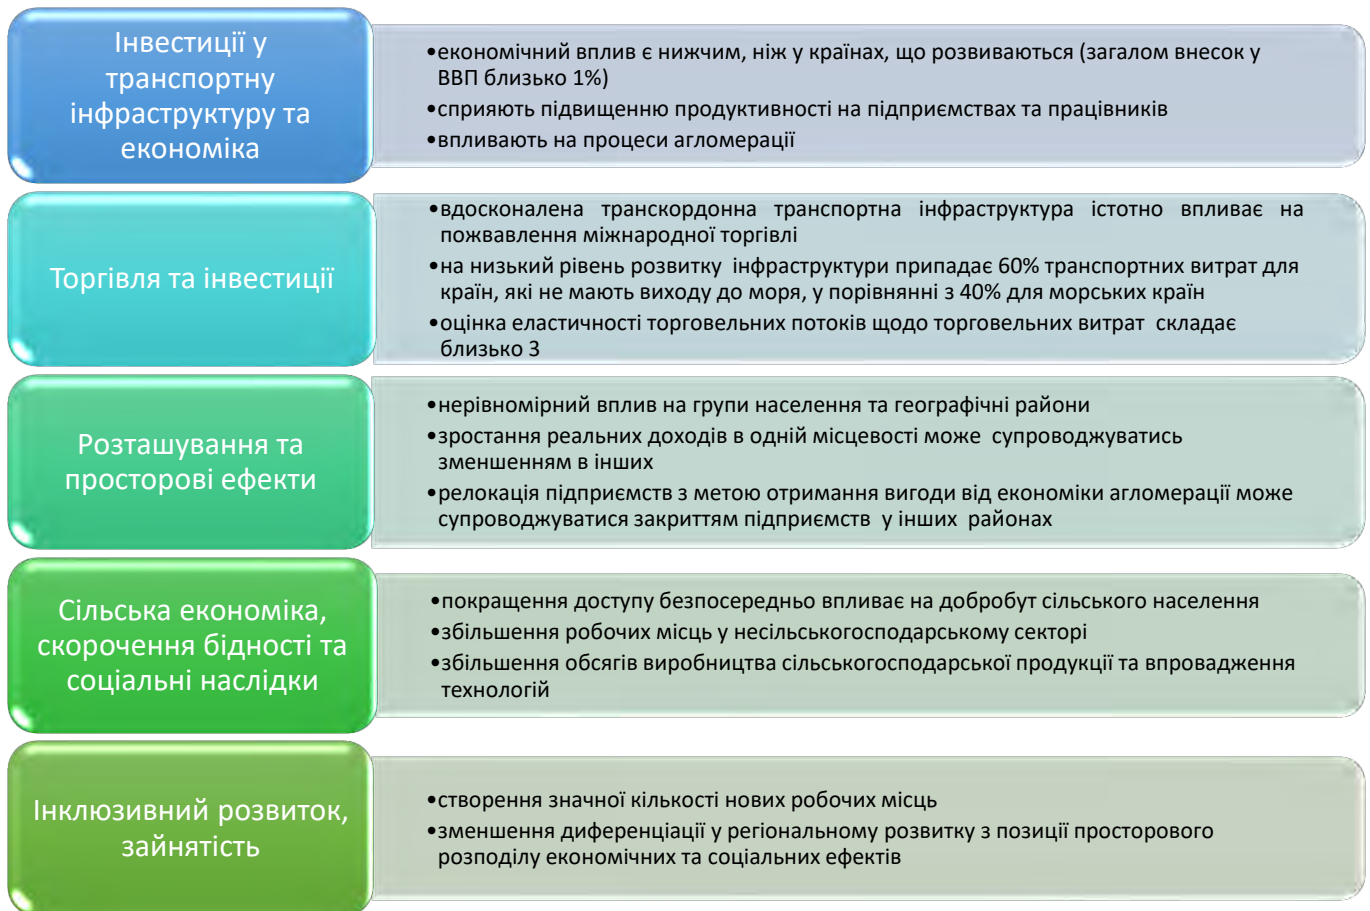 Інвестиції у
транспортну
інфраструктуру та
економіка
•економічний вплив є нижчим, ніж у країнах, що розвиваються (загалом внесок у
ВВП близько 1%)
•сприяють підвищенню продуктивності на підприємствах та працівників
•впливають на процеси агломерації
Торгівля та інвестиції
•вдосконалена транскордонна транспортна інфраструктура істотно впливає на
пожвавлення міжнародної торгівлі
•на низький рівень розвитку інфраструктури припадає 60% транспортних витрат для
країн, які не мають виходу до моря, у порівнянні з 40% для морських країн
•оцінка еластичності торговельних потоків щодо торговельних витрат складає
близько 3
Розташування та
просторові ефекти
•нерівномірний вплив на групи населення та географічні райони
•зростання реальних доходів в одній місцевості може супроводжуватись
зменшенням в інших
•релокація підприємств з метою отримання вигоди від економіки агломерації може
супроводжуватися закриттям підприємств у інших районах
Сільська економіка,
скорочення бідності та
соціальні наслідки
•покращення доступу безпосередньо впливає на добробут сільського населення
•збільшення робочих місць у несільськогосподарському секторі
•збільшення обсягів виробництва сільськогосподарської продукції та впровадження
технологій
Інклюзивний розвиток,
зайнятість
•створення значної кількості нових робочих місць
•зменшення диференціації у регіональному розвитку з позиції просторового
розподілу економічних та соціальних ефектів